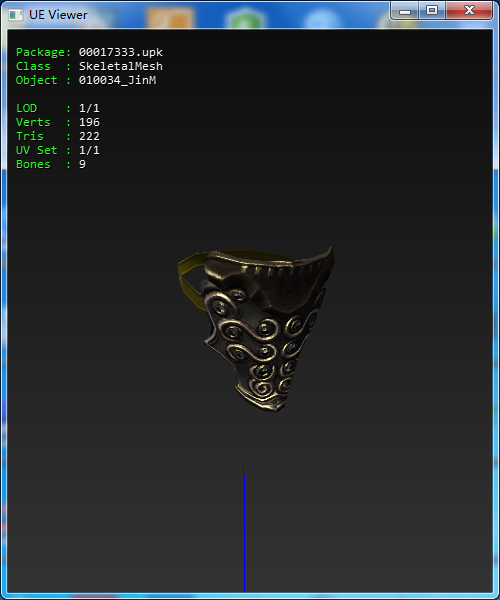 UE Viewer
Package: 00017333.upk
Class : SkeletalMesh
Object : 010034_JinM
LOD : 1/1
Verts : 196
Tris : 222
UV Set : 1/1
Bones : 9